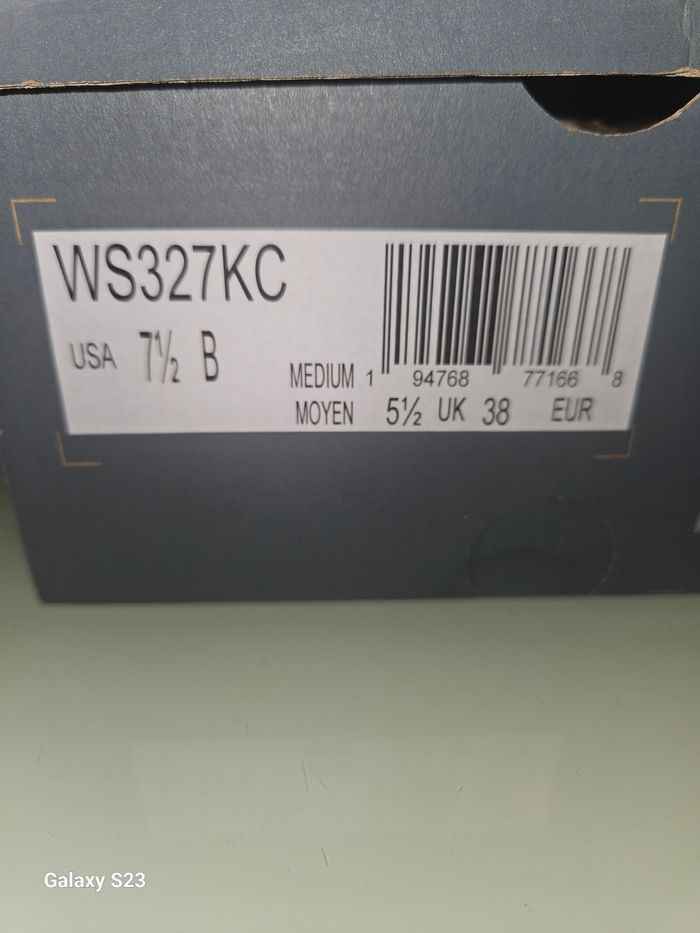 WS327KC
USA 7½ B
MEDIUM 1 94768 77166 8
MOYEN 5½ UK 38 EUR
Galaxy S23